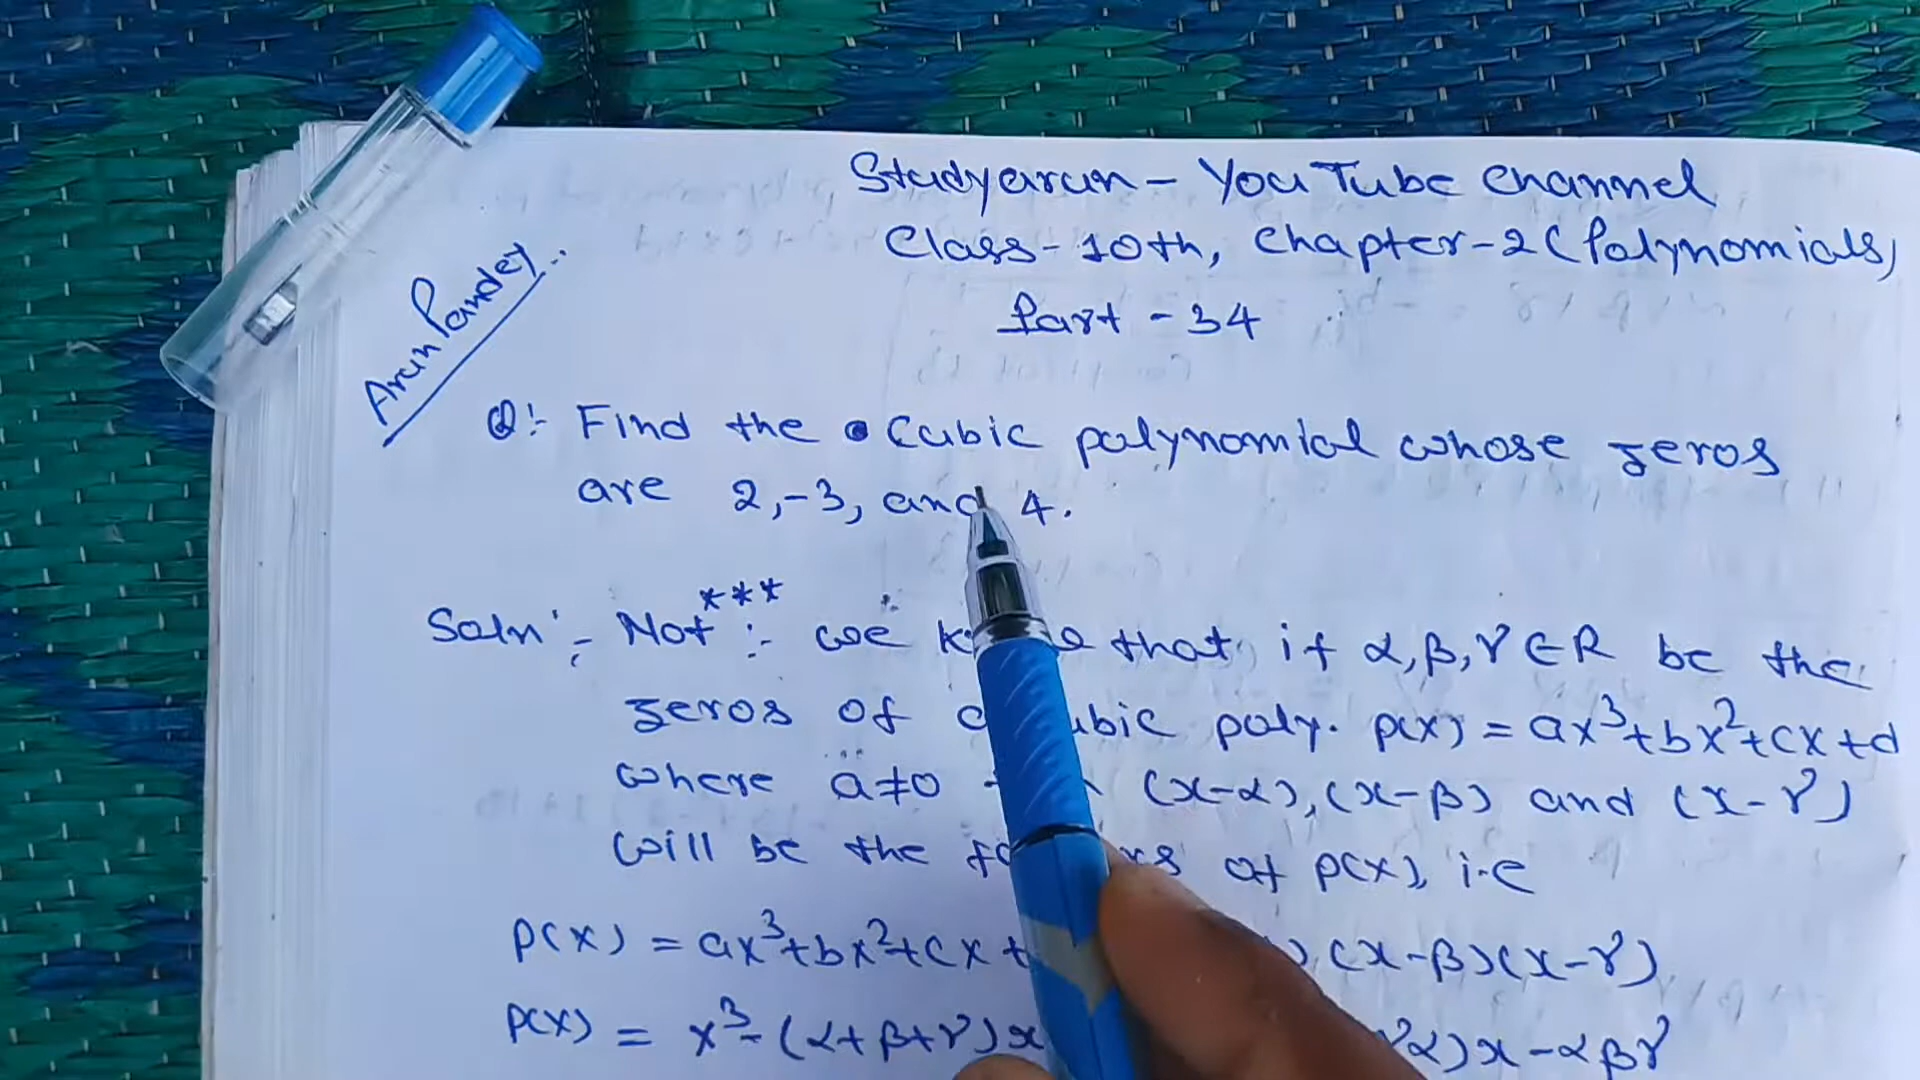 Studyarun - YouTube channel
Class-10th, Chapter-2 (Polynomials)
Part - 34
Arun Pandey..
Q:- Find the cubic polynomial whose zeros
are 2, -3, and 4.
Soln:- Not*** :- we that if α, β, γ ∈ R be the
zeros of poly. p(x) = ax³+bx²+cx+d
where a≠0 (x-α), (x-β) and (x-γ)
will be the of p(x), i.e
p(x) = ax³+bx²+cx+ (x-β)(x-γ)
p(x) = x³-(α+β+γ)x γα)x-αβγ